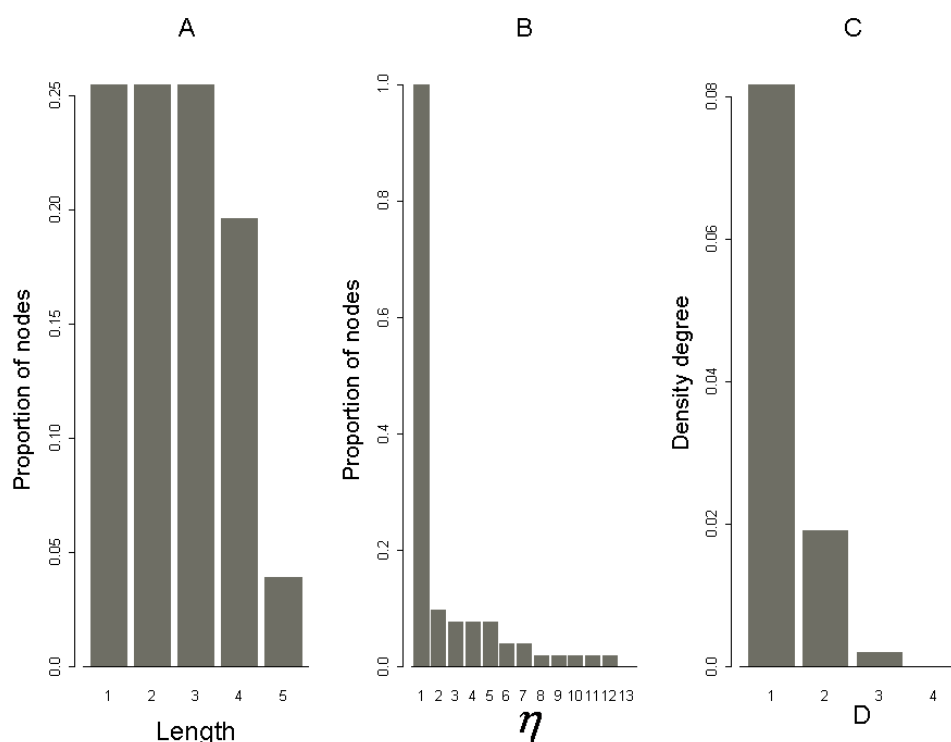 A
B
C
Proportion of nodes
0.0 0.05 0.10 0.15 0.20 0.25
1 2 3 4 5
Length
Proportion of nodes
0.0 0.2 0.4 0.6 0.8 1.0
1 2 3 4 5 6 7 8 9 10 11 12 13
η
Density degree
0.0 0.02 0.04 0.06 0.08
1 2 3 4
D